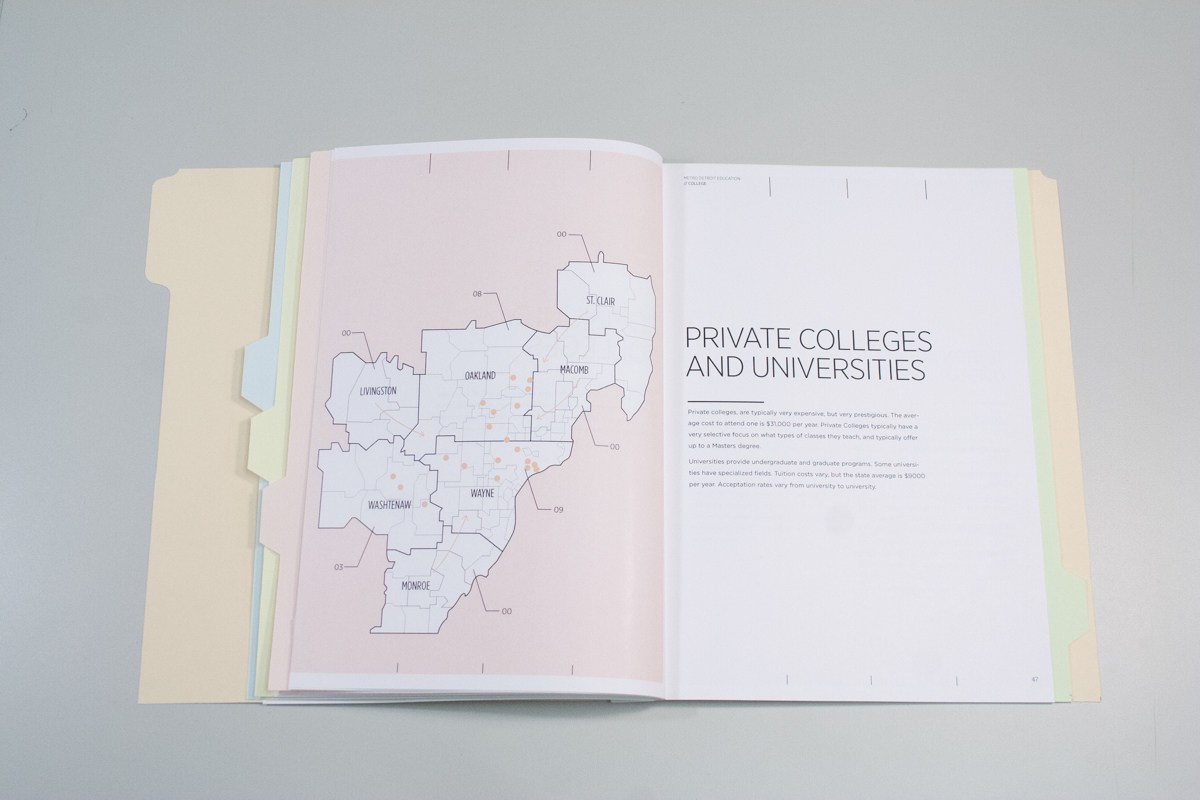 00
ST. CLAIR
08
00
OAKLAND
MACOMB
LIVINGSTON
00
WAYNE
WASHTENAW
09
03
MONROE
00
METRO DETROIT EDUCATION
// COLLEGE
PRIVATE COLLEGES
AND UNIVERSITIES
Private colleges, are typically very expensive, but very prestigious. The aver-
age cost to attend one is $31,000 per year. Private Colleges typically have a
very selective focus on what types of classes they teach, and typically offer
up to a Masters degree.
Universities provide undergraduate and graduate programs. Some universi-
ties have specialized fields. Tuition costs vary, but the state average is $9000
per year. Acceptation rates vary from university to university.
47